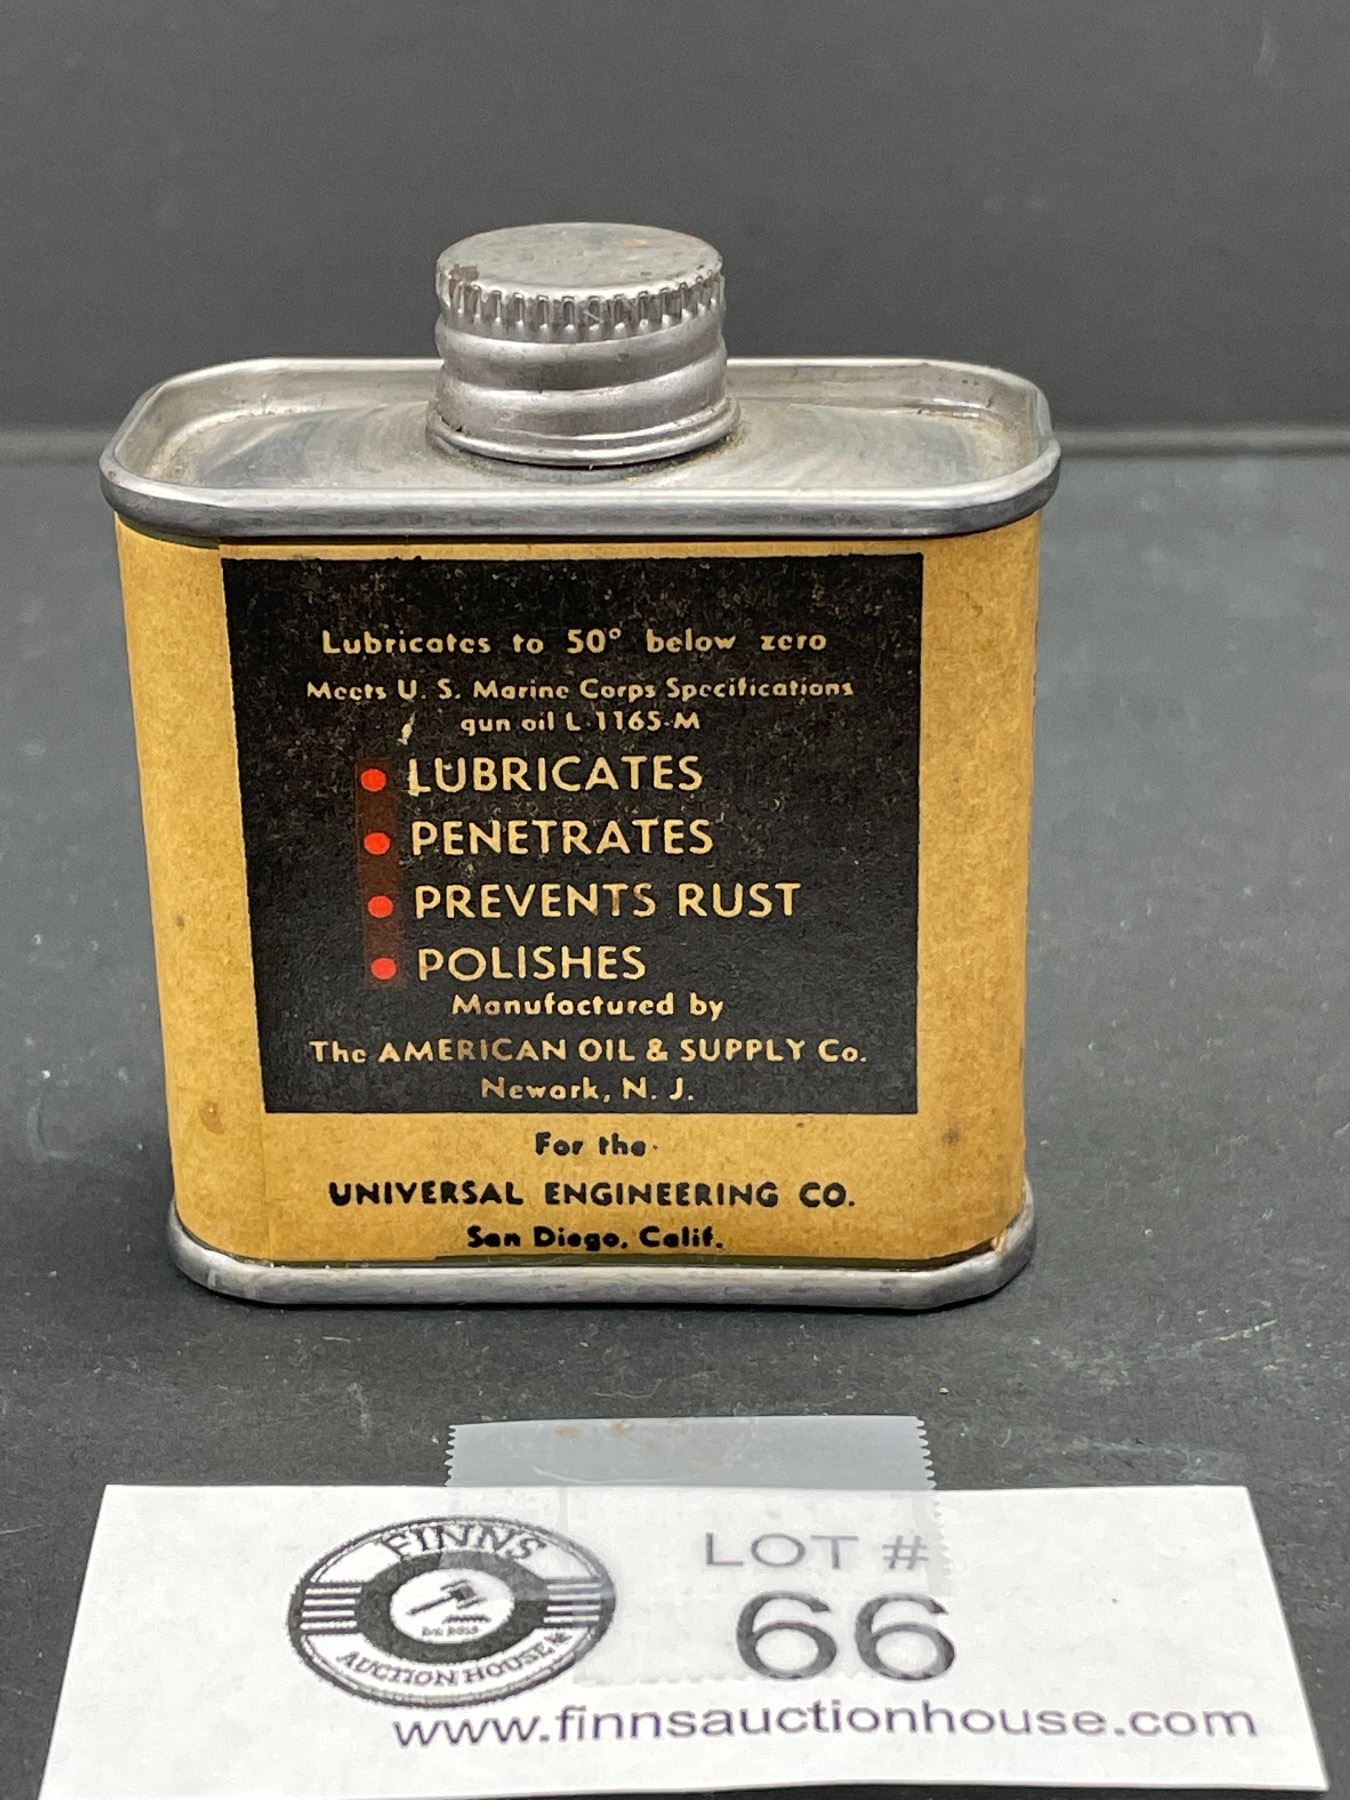 Lubricates to 50° below zero
Meets U. S. Marine Corps Specifications
gun oil L-1165-M
• LUBRICATES
• PENETRATES
• PREVENTS RUST
• POLISHES
Manufactured by
The AMERICAN OIL & SUPPLY Co.
Newark, N. J.
For the
UNIVERSAL ENGINEERING CO.
San Diego, Calif.
FINNS
AUCTION HOUSE
LOT #
66
www.finnsauctionhouse.com